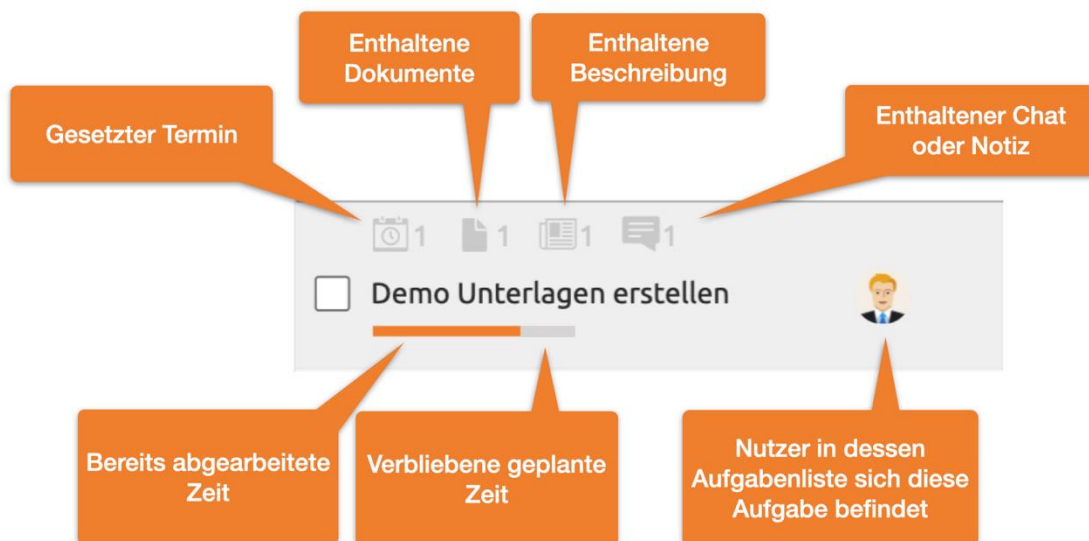 Enthaltene
Dokumente
Enthaltene
Beschreibung
Gesetzter Termin
Enthaltener Chat
oder Notiz
1 1 1 1
Demo Unterlagen erstellen
Bereits abgearbeitete
Zeit
Verbliebene geplante
Zeit
Nutzer in dessen
Aufgabenliste sich diese
Aufgabe befindet